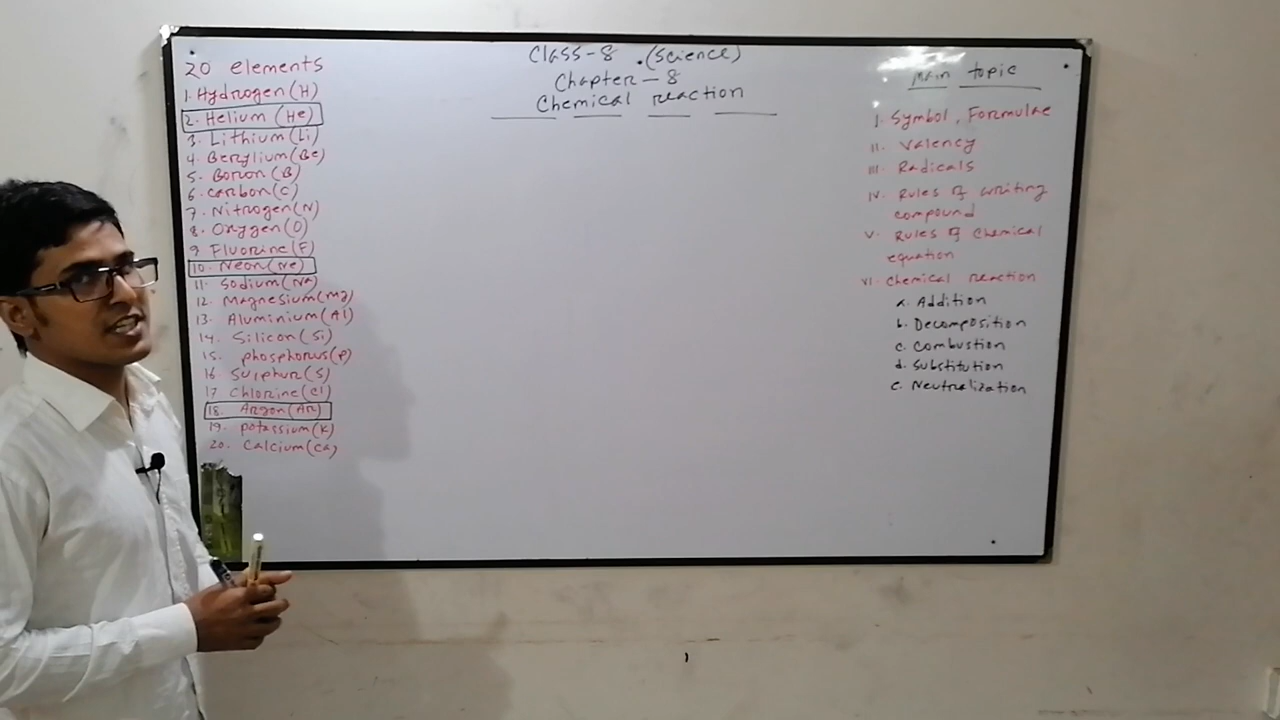 20 elements
1. Hydrogen(H)
2. Helium (He)
3. Lithium(Li)
4. Berylium(Be)
5. Boron(B)
6. carbon(C)
7. Nitrogen(N)
8. Oxygen(O)
9 Fluorine(F)
10. Neon(Ne)
11. Sodium(Na)
12. Magnesium(Mg)
13. Aluminium(Al)
14. Silicon(Si)
15. phosphorus(P)
16 Sulphur(S)
17 Chlorine(Cl)
18. Argon(Ar)
19. potassium(K)
20. Calcium(Ca)
Class-8 (Science)
Chapter-8
Chemical reaction
Main topic
I. Symbol, Formulae
II. Valency
III. Radicals
IV. Rules of writing
compound
V. Rules of Chemical
equation
VI. Chemical reaction
a. Addition
b. Decomposition
c. Combustion
d. Substitution
e. Neutralization